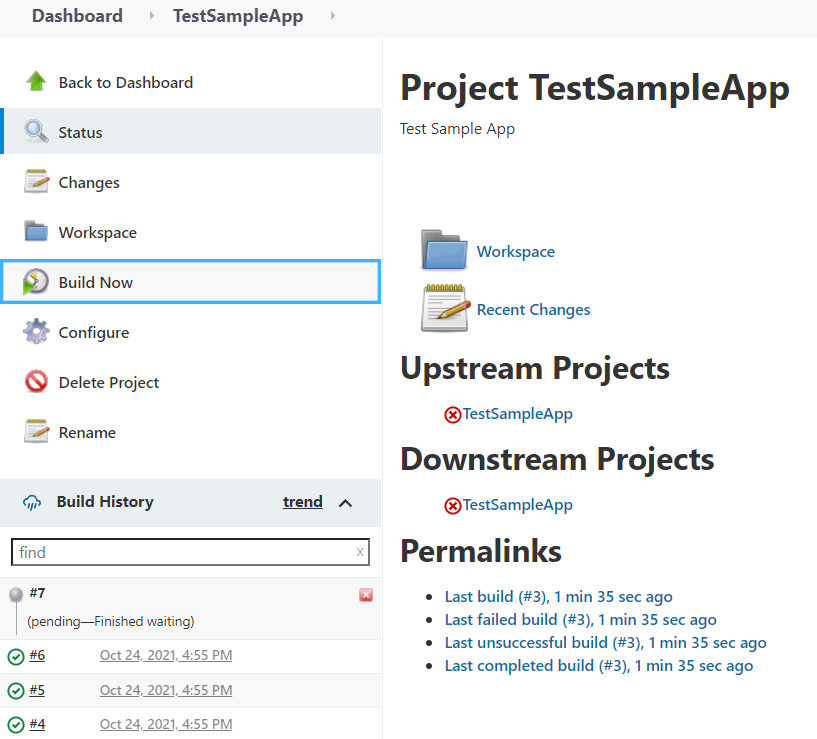 Dashboard TestSampleApp
Back to Dashboard
Status
Changes
Workspace
Build Now
Configure
Delete Project
Rename
Build History trend
find x
#7
(pending—Finished waiting)
#6 Oct 24, 2021, 4:55 PM
#5 Oct 24, 2021, 4:55 PM
#4 Oct 24, 2021, 4:55 PM
Project TestSampleApp
Test Sample App
Workspace
Recent Changes
Upstream Projects
TestSampleApp
Downstream Projects
TestSampleApp
Permalinks
Last build (#3), 1 min 35 sec ago
Last failed build (#3), 1 min 35 sec ago
Last unsuccessful build (#3), 1 min 35 sec ago
Last completed build (#3), 1 min 35 sec ago